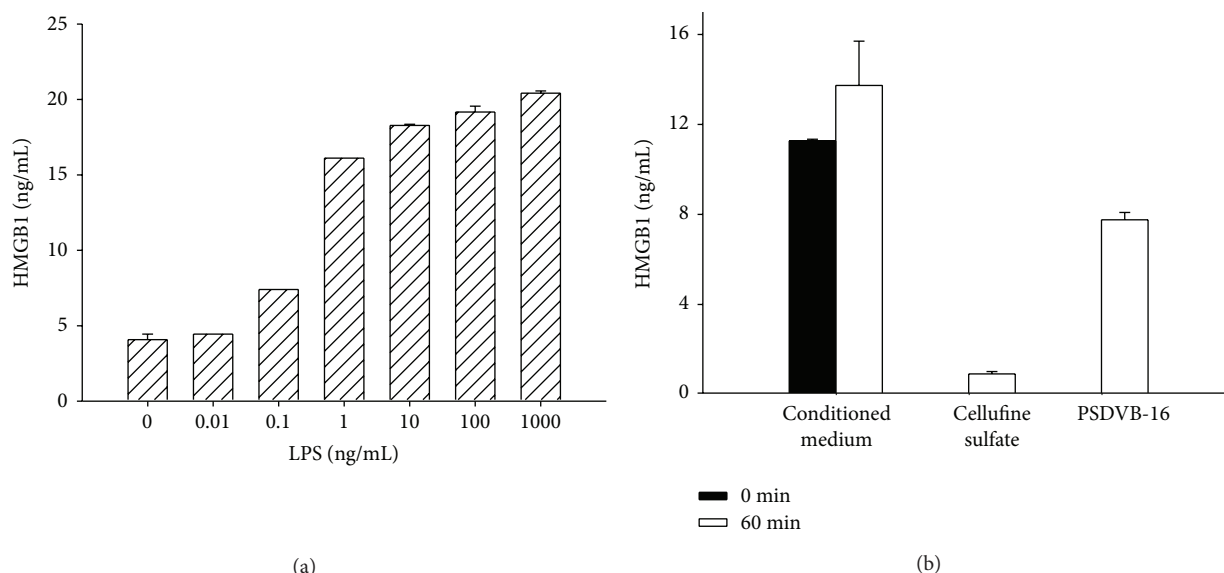 25
20
15
10
5
0
HMGB1 (ng/mL)
0 0.01 0.1 1 10 100 1000
LPS (ng/mL)
(a)
16
12
8
4
0
HMGB1 (ng/mL)
Conditioned
medium
Cellufine
sulfate
PSDVB-16
0 min
60 min
(b)